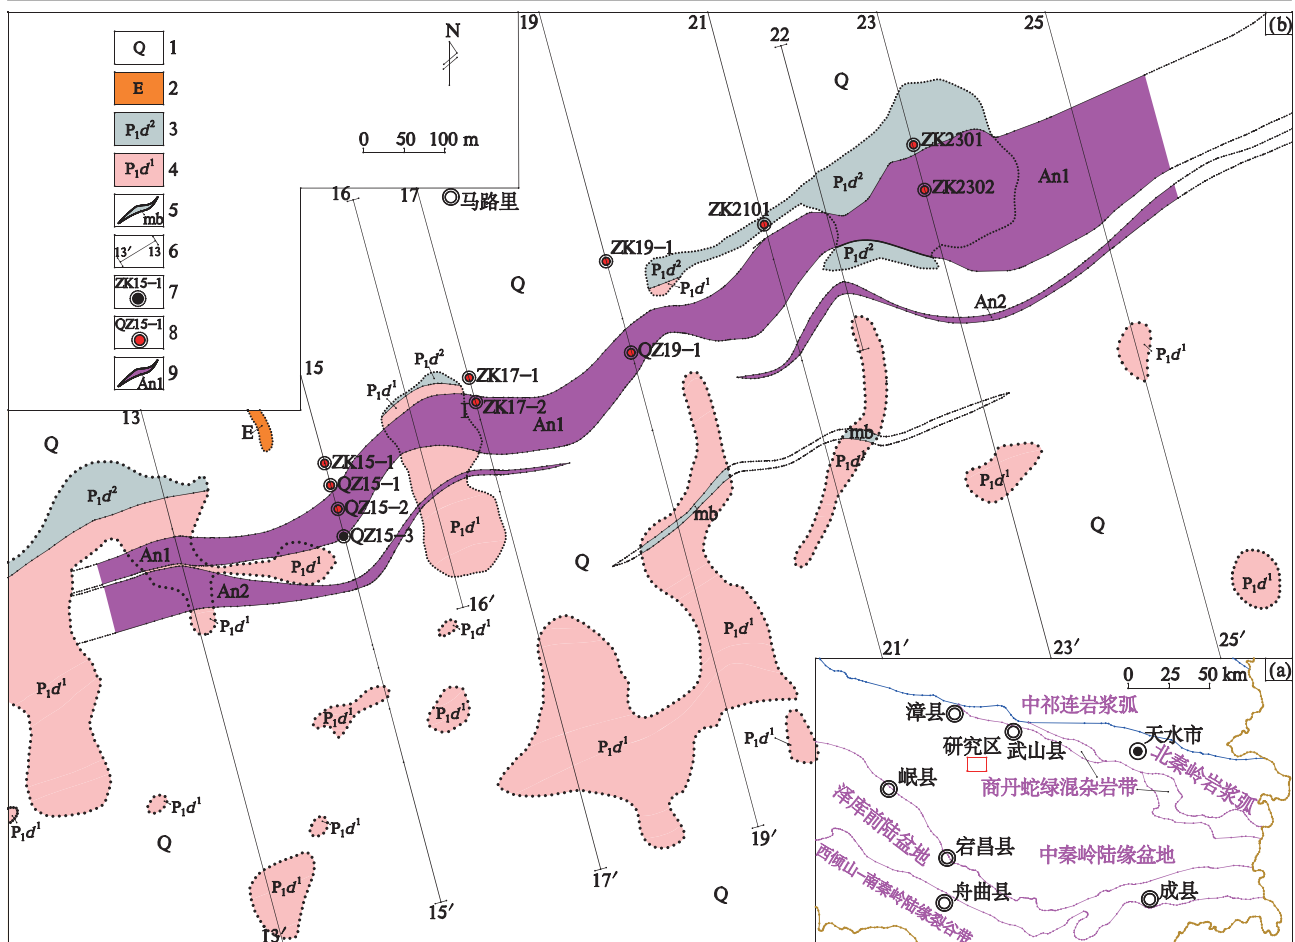 (b)
N
0 50 100 m
Q 1
E 2
P₁d² 3
P₁d¹ 4
mb 5
13′ 13 6
ZK15−1 7
QZ15−1 8
An1 9
19
21
22
23
25
Q
ZK2301
ZK2302
An1
P₁d²
16
17
马路里
ZK2101
ZK19−1
P₁d²
P₁d¹
P₁d²
Q
An2
QZ19−1
P₁d¹
P₁d²
15
ZK17−1
P₁d¹
ZK17−2
An1
13
E
Q
mb
P₁d¹
P₁d¹
ZK15−1
QZ15−1
P₁d²
QZ15−2
mb
P₁d¹
Q
QZ15−3
An1
P₁d¹
Q
An2
P₁d¹
P₁d¹
16′
P₁d¹
P₁d¹
21′
23′
25′
P₁d¹
P₁d¹
P₁d¹
P₁d¹
P₁d¹
P₁d¹
P₁d¹
P₁d¹
Q
19′
P₁d¹
17′
15′
Q
13′
(a)
0 25 50 km
漳县
中祁连岩浆弧
武山县
天水市
研究区
北秦岭岩浆弧
岷县
商丹蛇绿混杂岩带
泽库前陆盆地
宕昌县
中秦岭陆缘盆地
西倾山−南秦岭陆缘裂谷带
舟曲县
成县